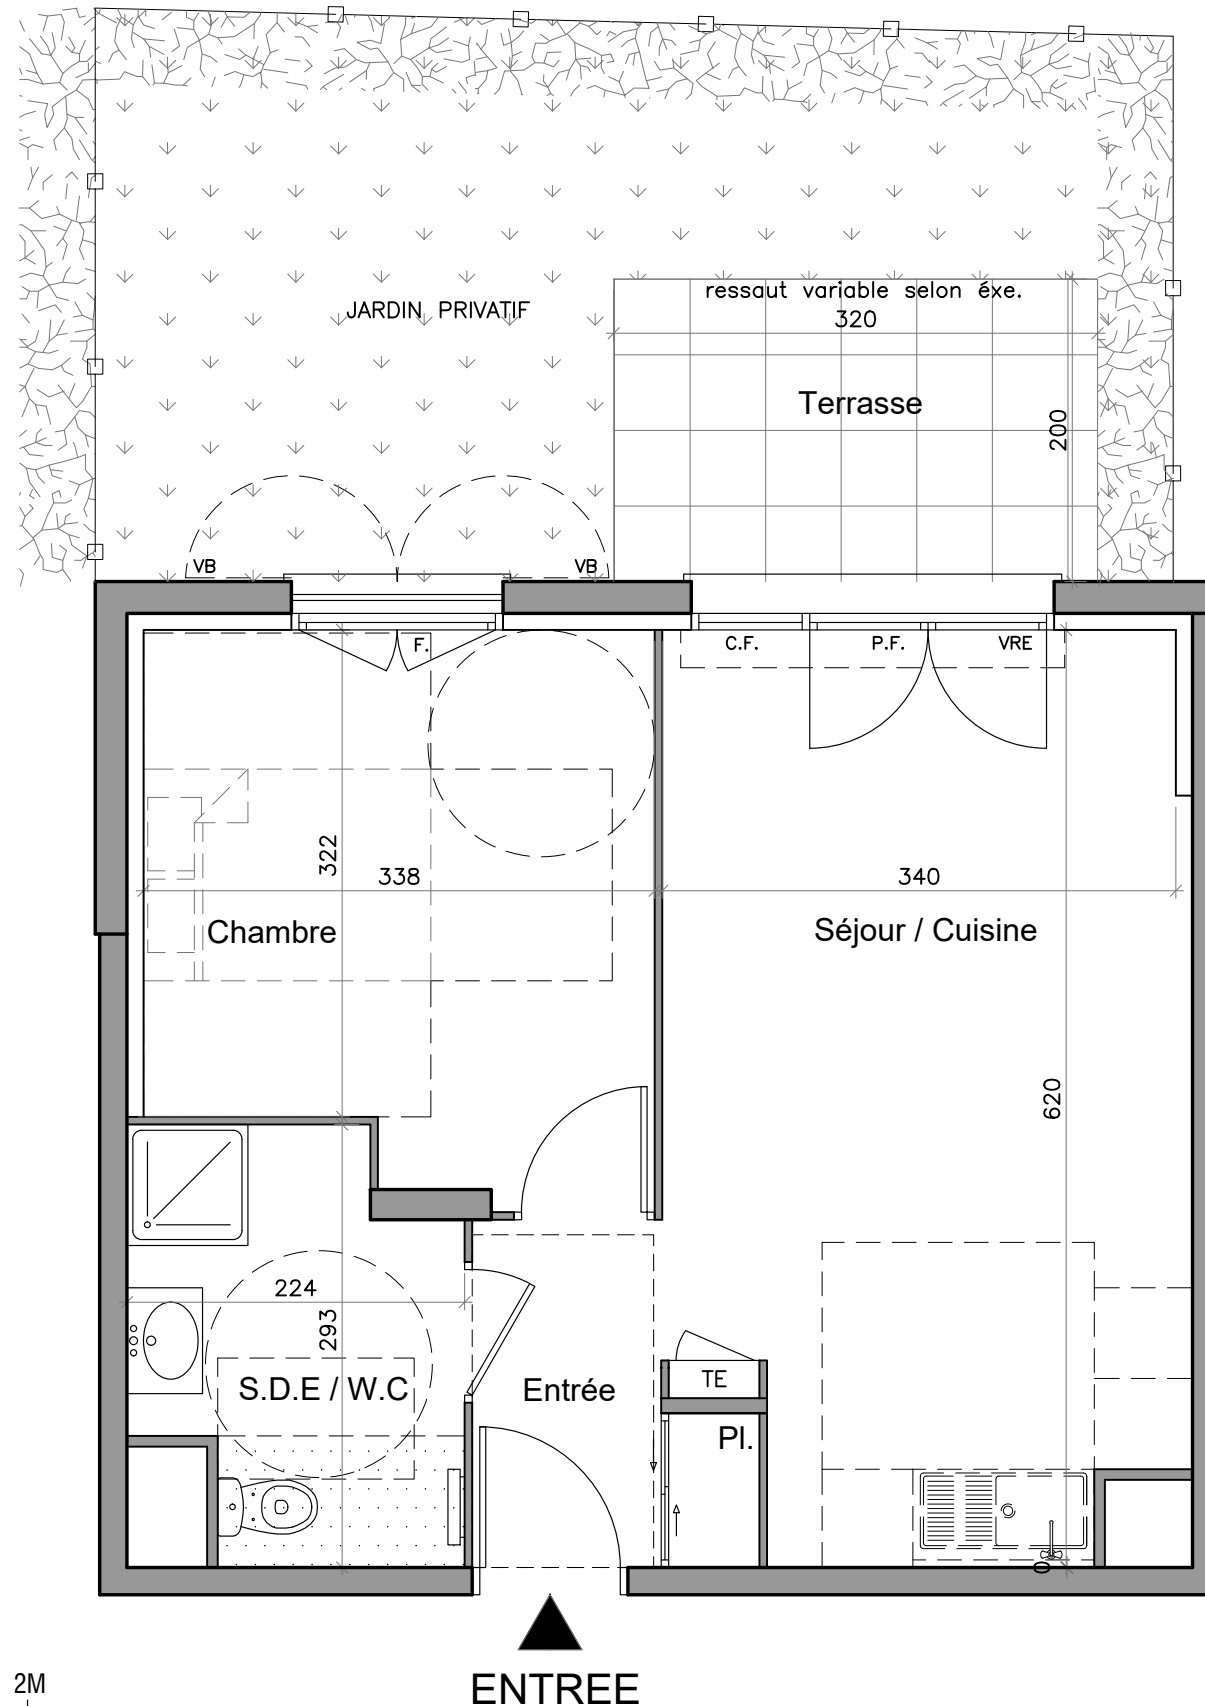 ressaut variable selon éxe.
JARDIN PRIVATIF
320
Terrasse
200
VB
VB
F.
C.F.
P.F.
VRE
322
338
340
Chambre
Séjour / Cuisine
620
224
293
S.D.E / W.C
Entrée
TE
Pl.
0
2M
ENTREE